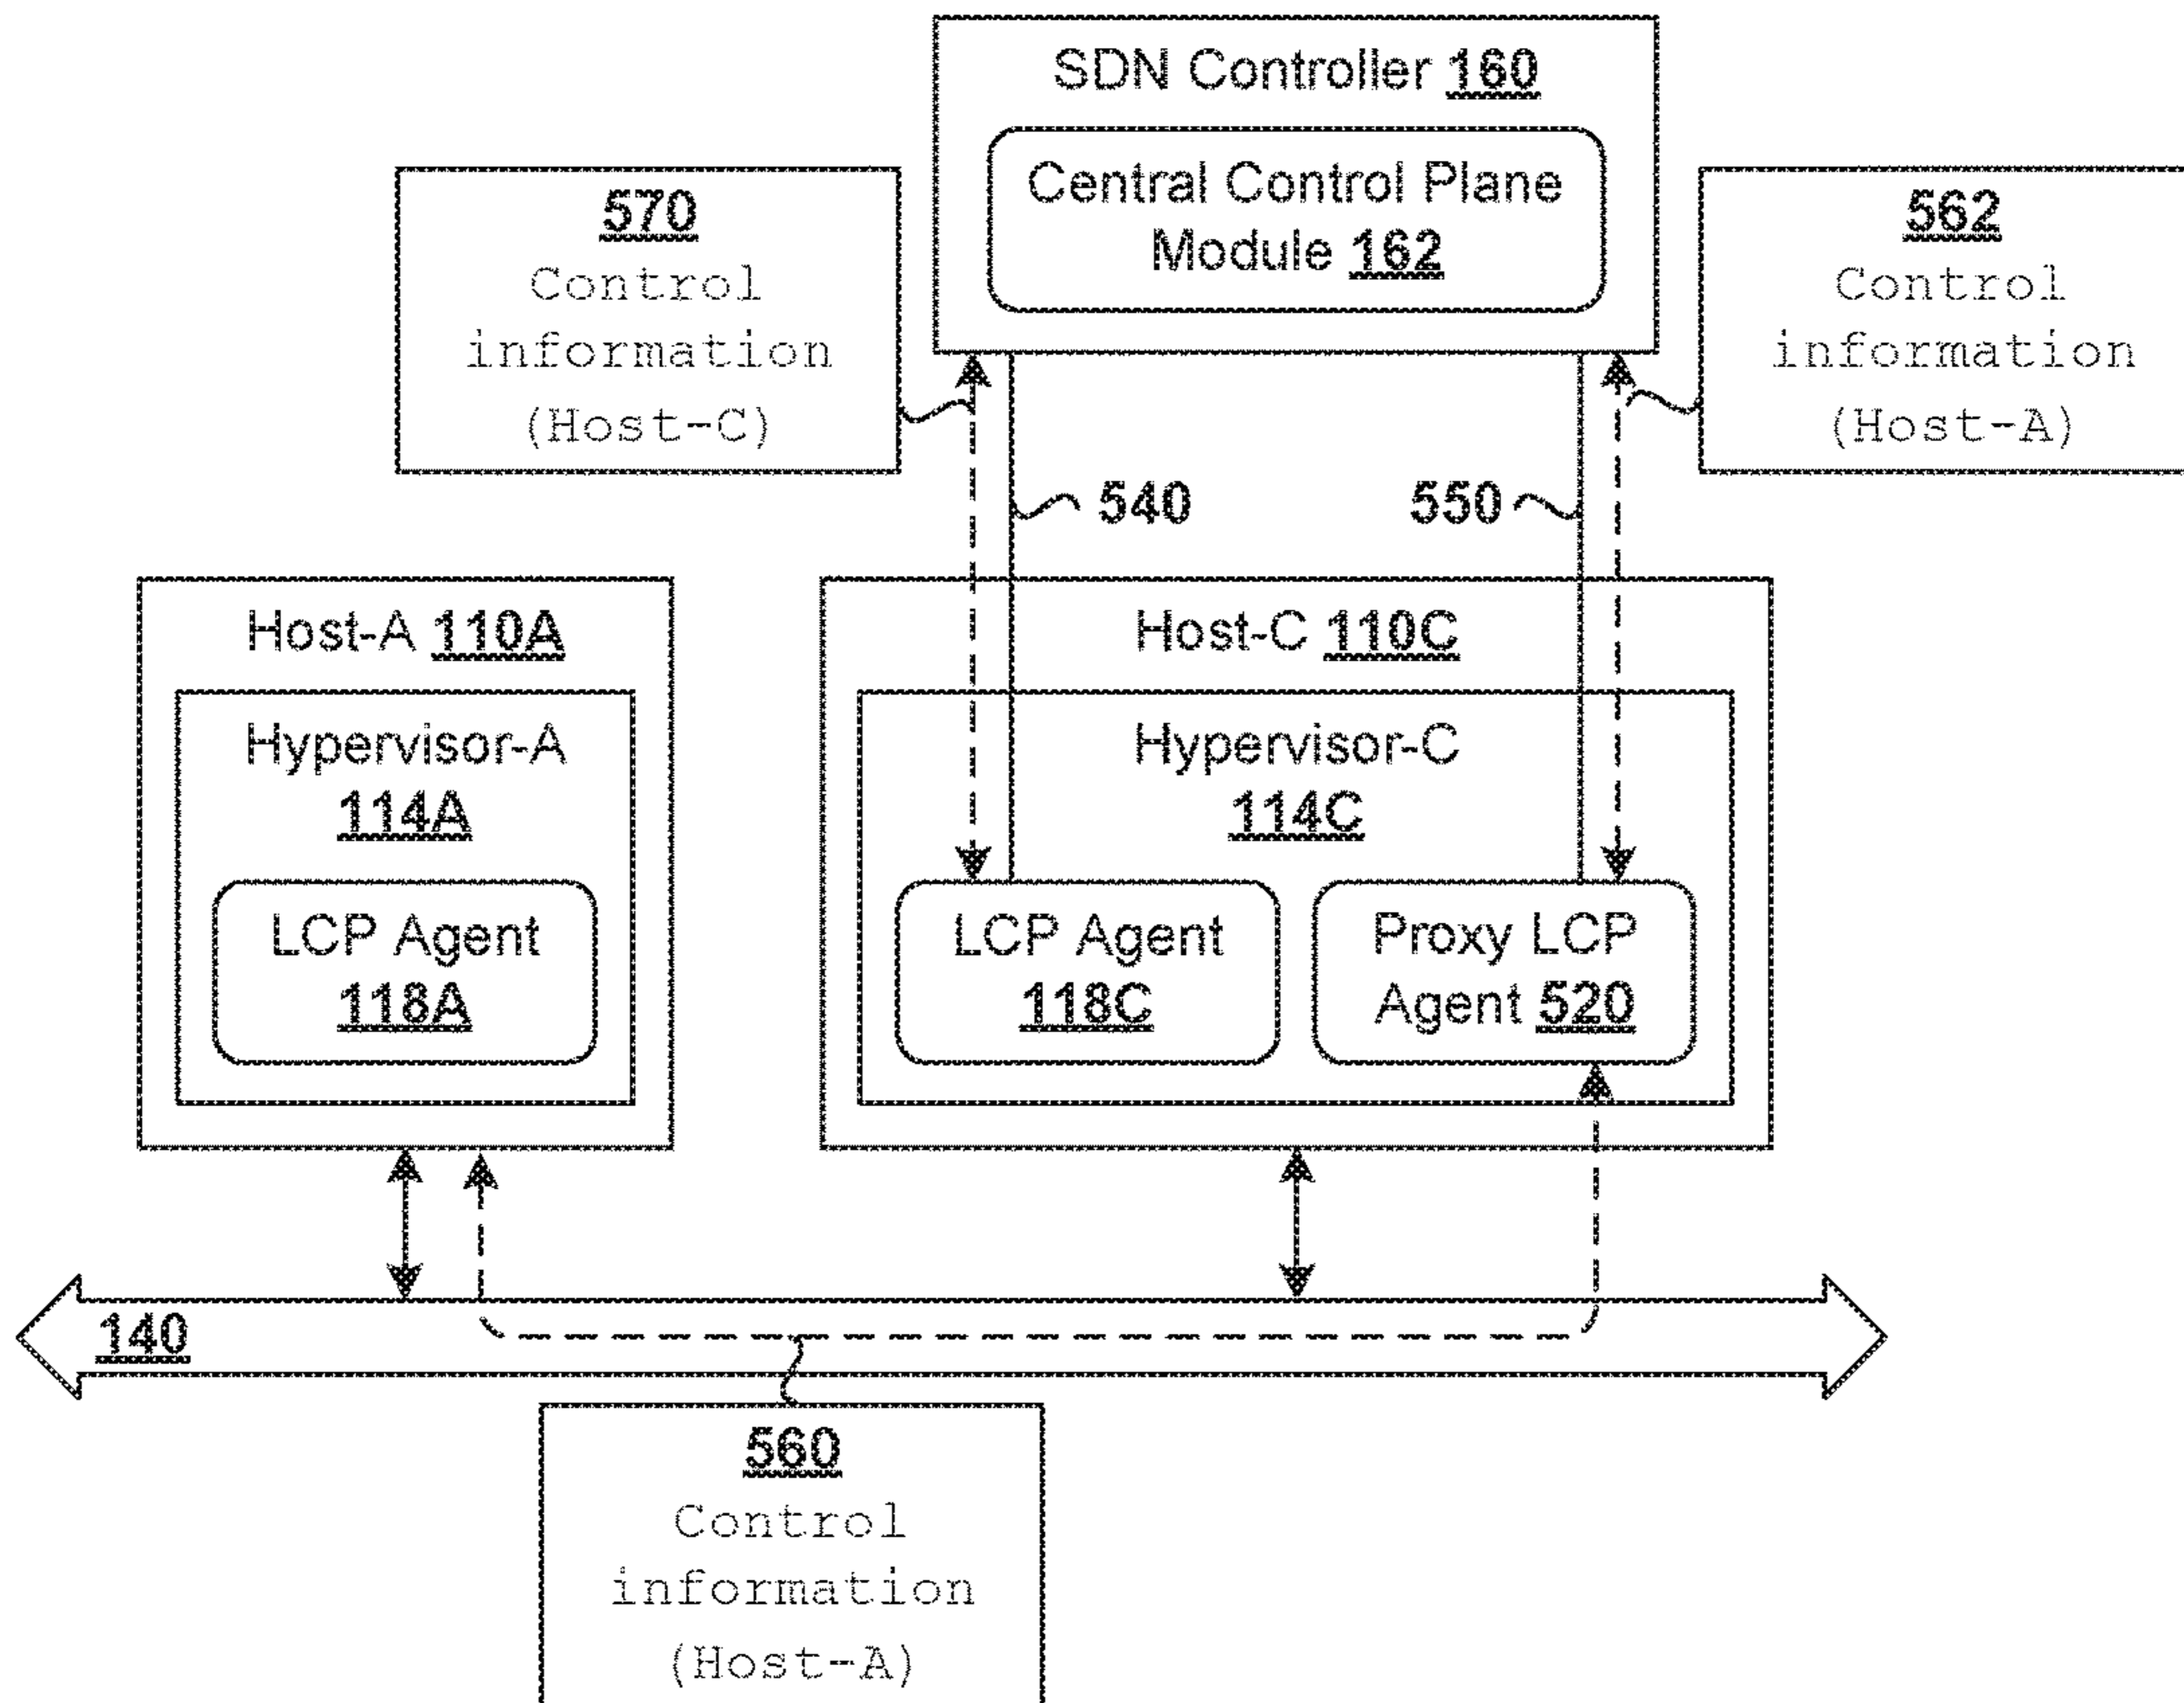 SDN Controller 160
Central Control Plane
Module 162
570
Control
information
(Host-C)
562
Control
information
(Host-A)
540
550
Host-A 110A
Hypervisor-A
114A
LCP Agent
118A
Host-C 110C
Hypervisor-C
114C
LCP Agent
118C
Proxy LCP
Agent 520
140
560
Control
information
(Host-A)